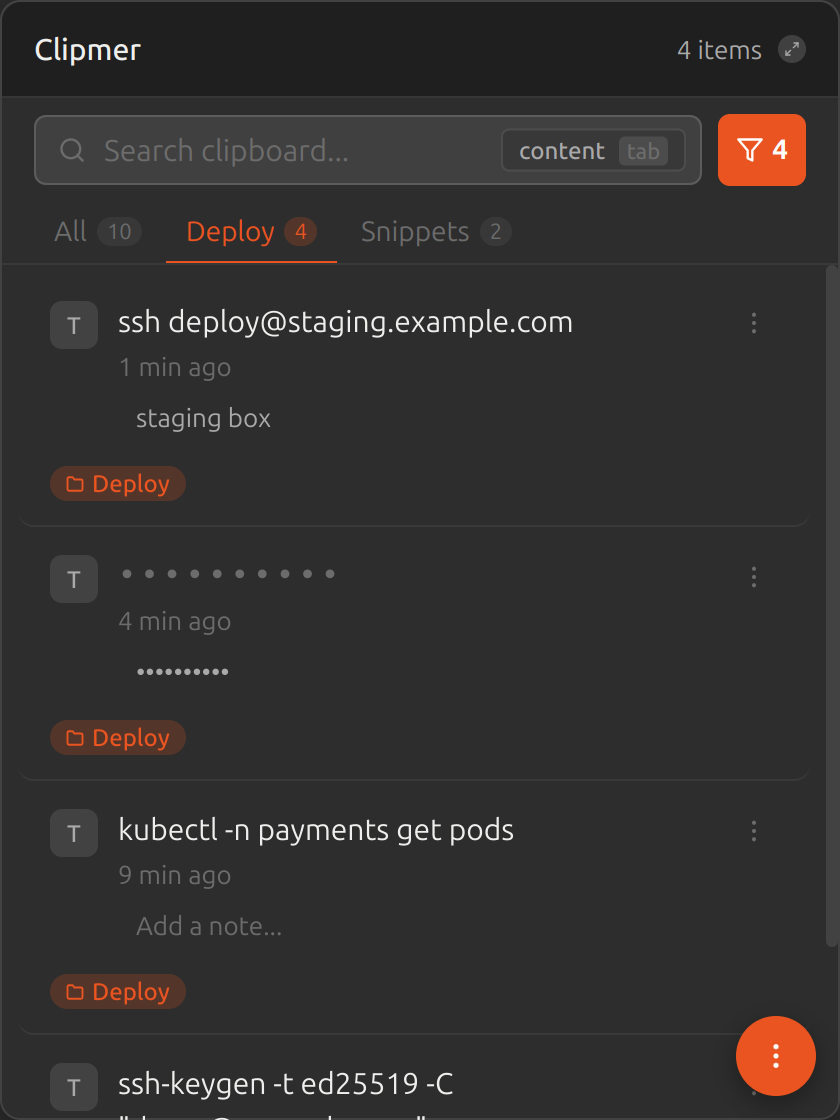 Clipmer
4 items
Search clipboard...
content tab
4
All 10
Deploy 4
Snippets 2
T
ssh deploy@staging.example.com
1 min ago
staging box
Deploy
T
••••••••••
4 min ago
••••••••••
Deploy
T
kubectl -n payments get pods
9 min ago
Add a note...
Deploy
T
ssh-keygen -t ed25519 -C